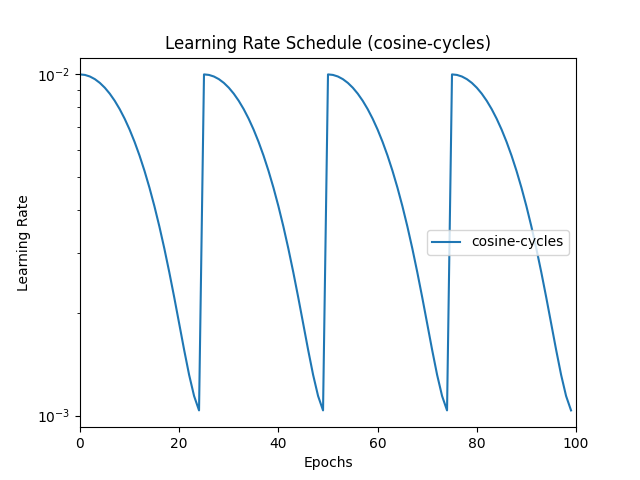 Learning Rate Schedule (cosine-cycles)
10⁻²
10⁻³
Learning Rate
cosine-cycles
0 20 40 60 80 100
Epochs